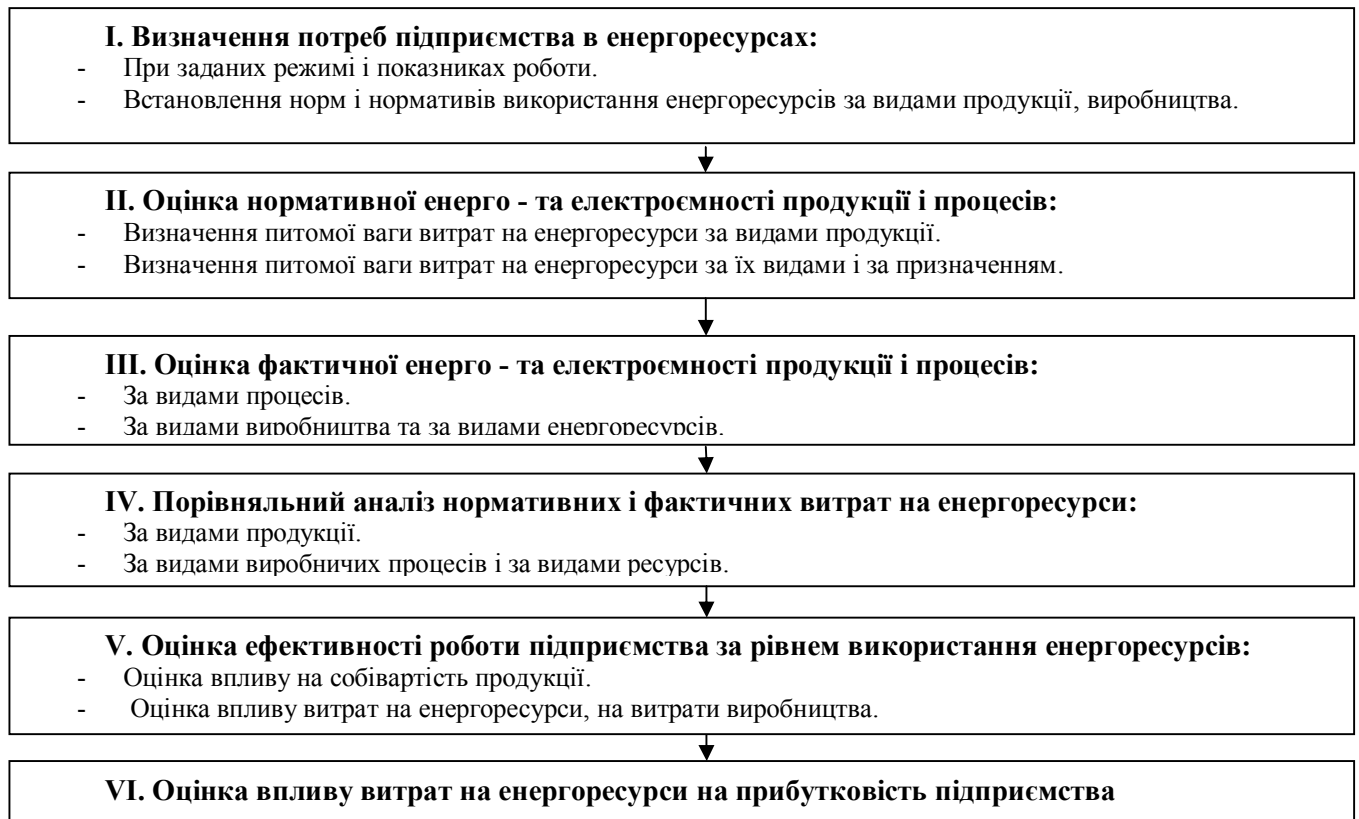 I. Визначення потреб підприємства в енергоресурсах:
- При заданих режимі і показниках роботи.
- Встановлення норм і нормативів використання енергоресурсів за видами продукції, виробництва.
II. Оцінка нормативної енерго - та електроємності продукції і процесів:
- Визначення питомої ваги витрат на енергоресурси за видами продукції.
- Визначення питомої ваги витрат на енергоресурси за їх видами і за призначенням.
III. Оцінка фактичної енерго - та електроємності продукції і процесів:
- За видами процесів.
- За видами виробництва та за видами енергоресурсів.
IV. Порівняльний аналіз нормативних і фактичних витрат на енергоресурси:
- За видами продукції.
- За видами виробничих процесів і за видами ресурсів.
V. Оцінка ефективності роботи підприємства за рівнем використання енергоресурсів:
- Оцінка впливу на собівартість продукції.
- Оцінка впливу витрат на енергоресурси, на витрати виробництва.
VI. Оцінка впливу витрат на енергоресурси на прибутковість підприємства